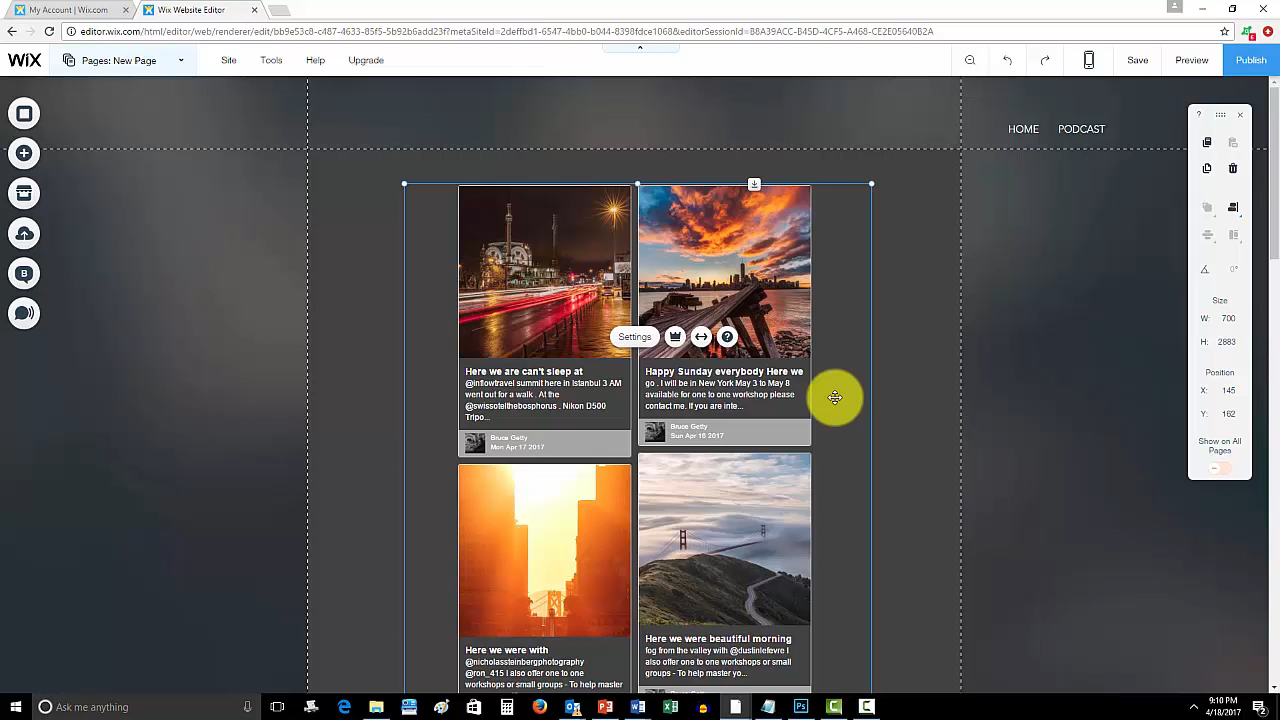 My Account | Wix.com
Wix Website Editor
editor.wix.com/html/editor/web/renderer/edit/bb9e53c8-c487-4633-85f5-5b92b6add23f?metaSiteId=2deffbd1-6547-4bb0-b044-8398fdce1068&editorSessionId=B8A39ACC-B45D-4CF5-A468-CE2E05640B2A
WiX
Pages: New Page
Site
Tools
Help
Upgrade
Save
Preview
Publish
HOME
PODCAST
Settings
Here we are can't sleep at
@inflowtravel summit here in Istanbul 3 AM
went out for a walk . At the
@swissotelthebosphorus . Nikon D500
Tripo...
Bruce Getty
Mon Apr 17 2017
Happy Sunday everybody Here we
go . I will be in New York May 3 to May 8
available for one to one workshop please
contact me. If you are inte...
Bruce Getty
Sun Apr 16 2017
Here we were with
@nicholassteinbergphotography
@ron_415 I also offer one to one
workshops or small groups - To help master
Here we were beautiful morning
fog from the valley with @dustinlefevre I
also offer one to one workshops or small
groups - To help master yo...
?
0°
Size
W: 700
H: 2883
Position
X: 145
Y: 162
Show on All
Pages
Ask me anything
9:10 PM
4/18/2017